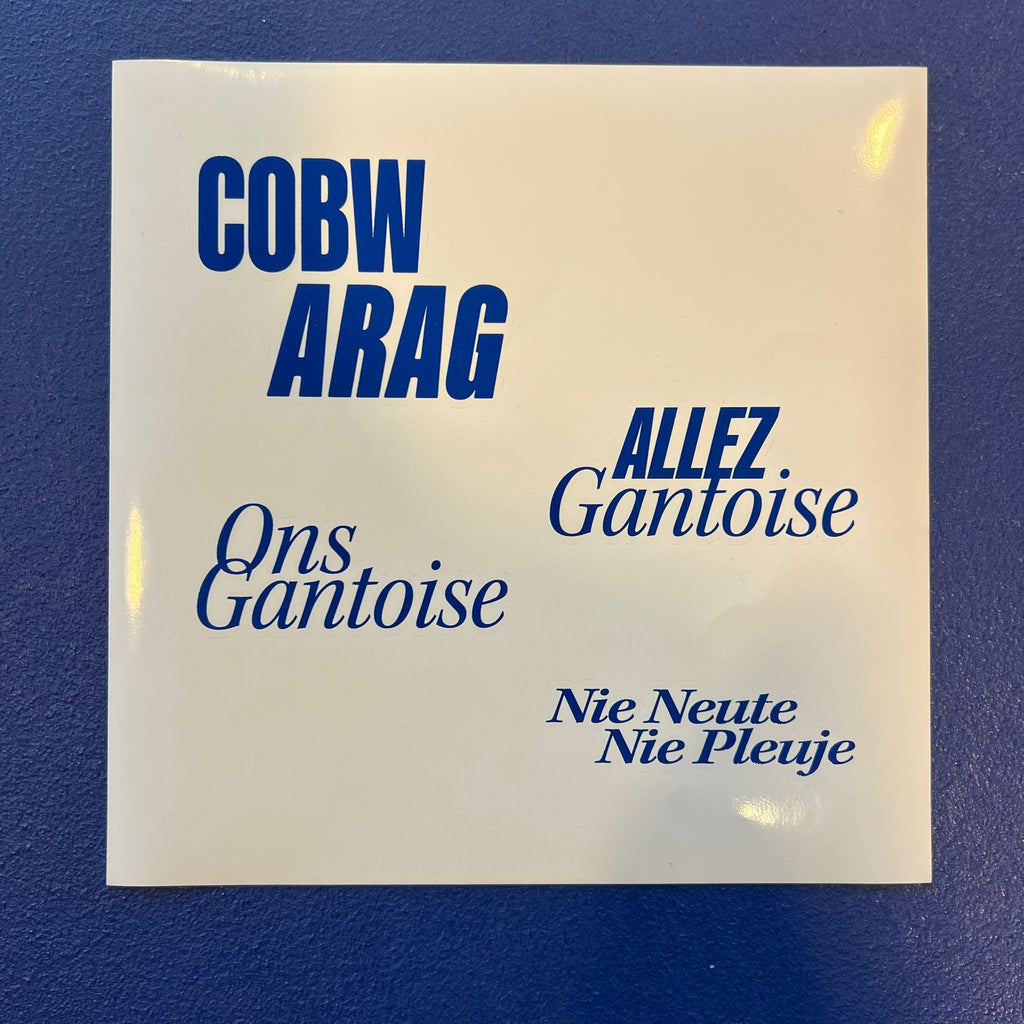 COBW
ARAG
ALLEZ
Gantoise
Ons
Gantoise
Nie Neute
Nie Pleuje